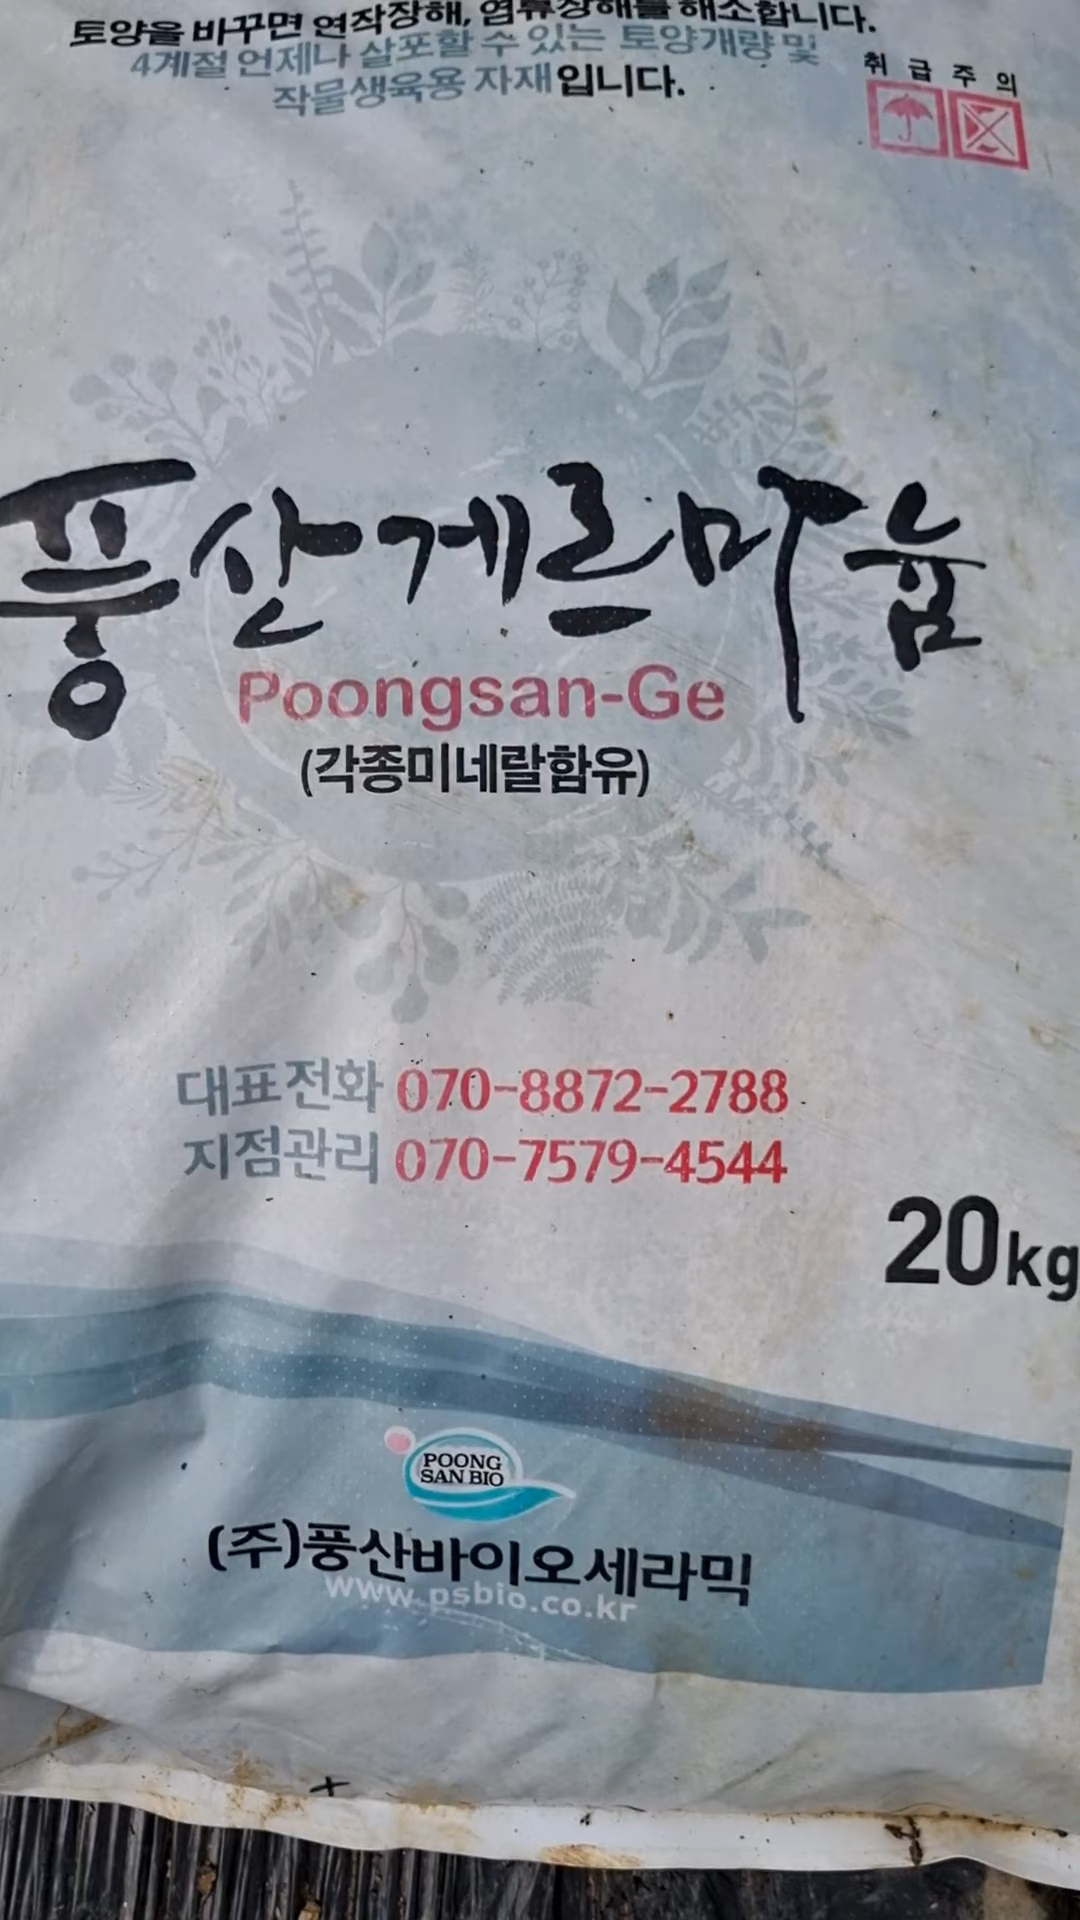 토양을 바꾸면 연작장해, 염류장해를 해소합니다.
4계절 언제나 살포할 수 있는 토양개량 및
작물생육용 자재입니다.
취급주의
풍산게르마늄
Poongsan-Ge
(각종미네랄함유)
대표전화 070-8872-2788
지점관리 070-7579-4544
20kg
POONG
SAN BIO
(주)풍산바이오세라믹
www.psbio.co.kr